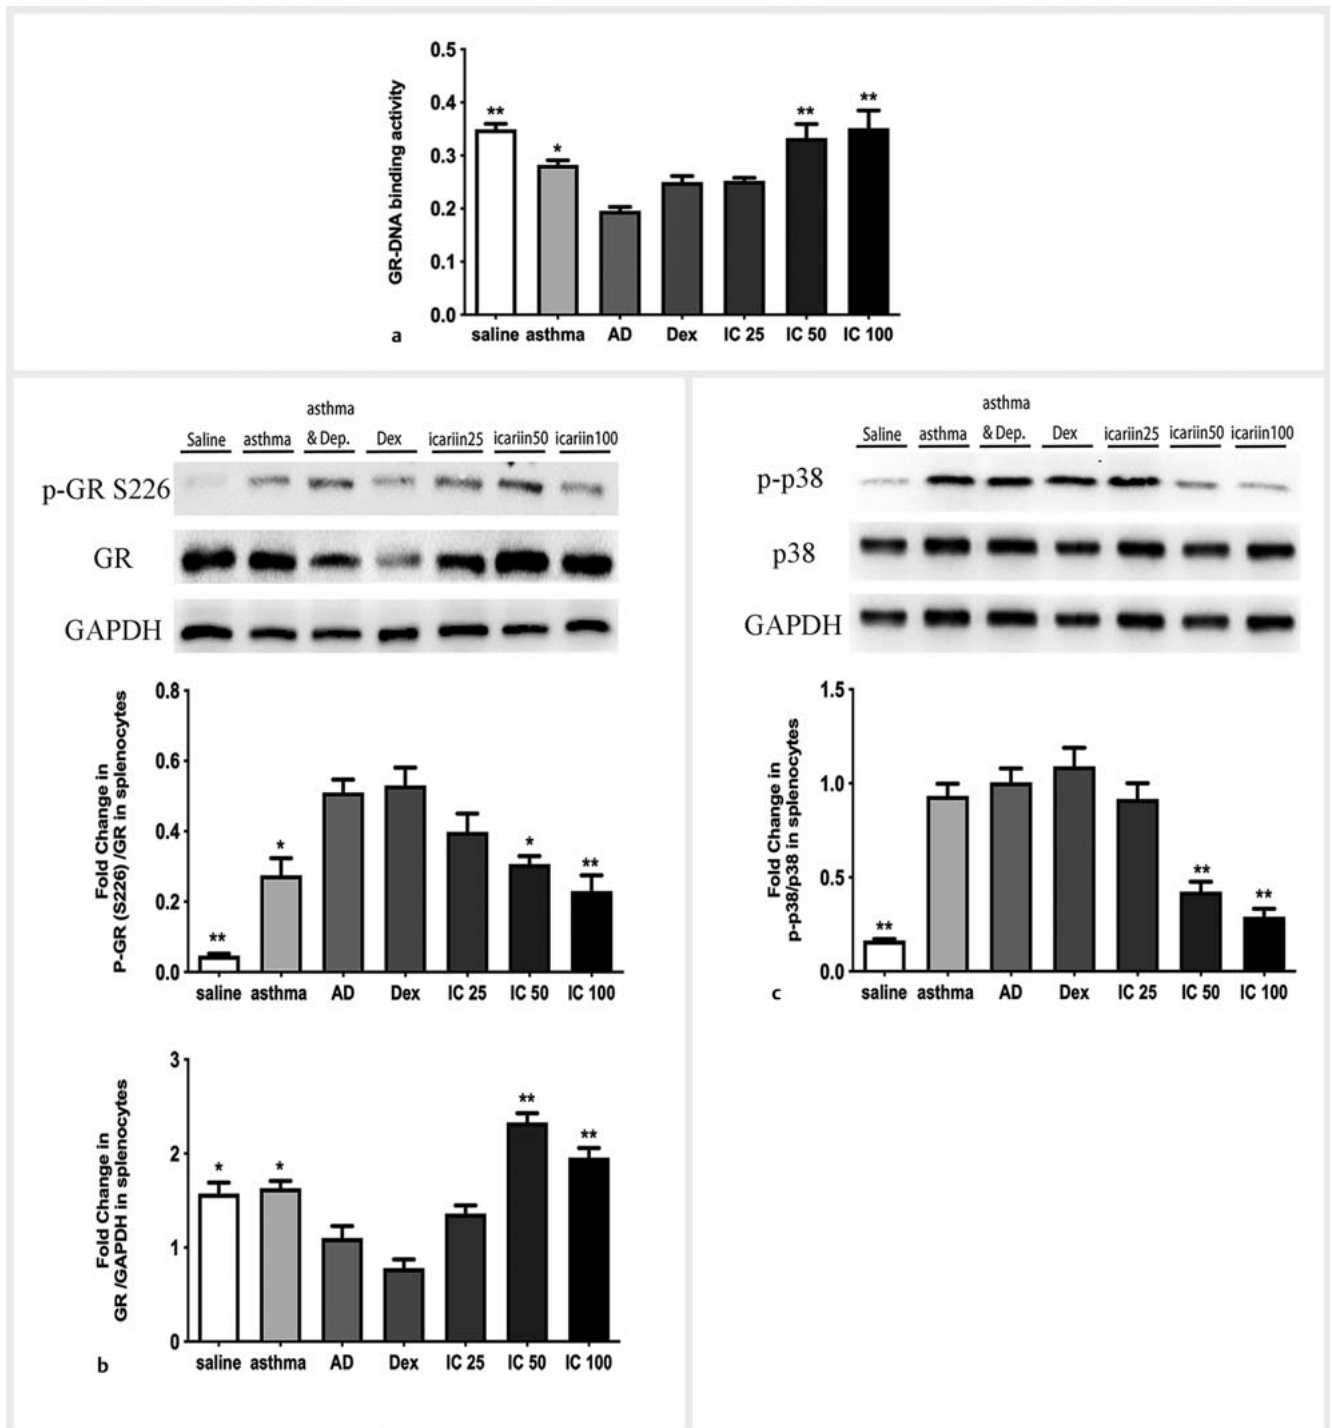 GR-DNA binding activity
0.5
0.4
0.3
0.2
0.1
0.0
**
*
**
**
saline asthma AD Dex IC 25 IC 50 IC 100
a
asthma
Saline asthma & Dep. Dex icariin25 icariin50 icariin100
p-GR S226
GR
GAPDH
Fold Change in
P-GR (S226) /GR in splenocytes
0.8
0.6
0.4
0.2
0.0
**
*
*
**
saline asthma AD Dex IC 25 IC 50 IC 100
Fold Change in
GR /GAPDH in splenocytes
3
2
1
0
*
*
**
**
saline asthma AD Dex IC 25 IC 50 IC 100
b
asthma
Saline asthma & Dep. Dex icariin25 icariin50 icariin100
p-p38
p38
GAPDH
Fold Change in
p-p38/p38 in splenocytes
1.5
1.0
0.5
0.0
**
**
**
saline asthma AD Dex IC 25 IC 50 IC 100
c